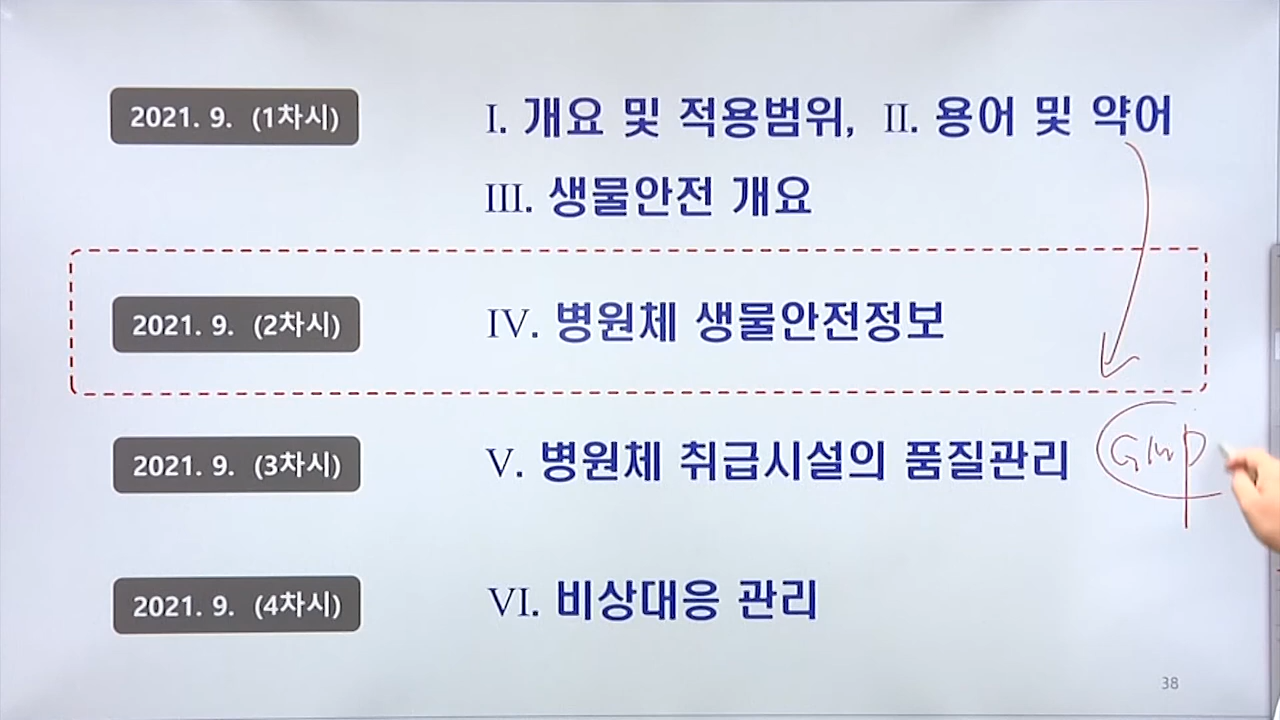 2021. 9. (1차시) I. 개요 및 적용범위, II. 용어 및 약어
III. 생물안전 개요
2021. 9. (2차시) IV. 병원체 생물안전정보
2021. 9. (3차시) V. 병원체 취급시설의 품질관리 GMP
2021. 9. (4차시) VI. 비상대응 관리
38